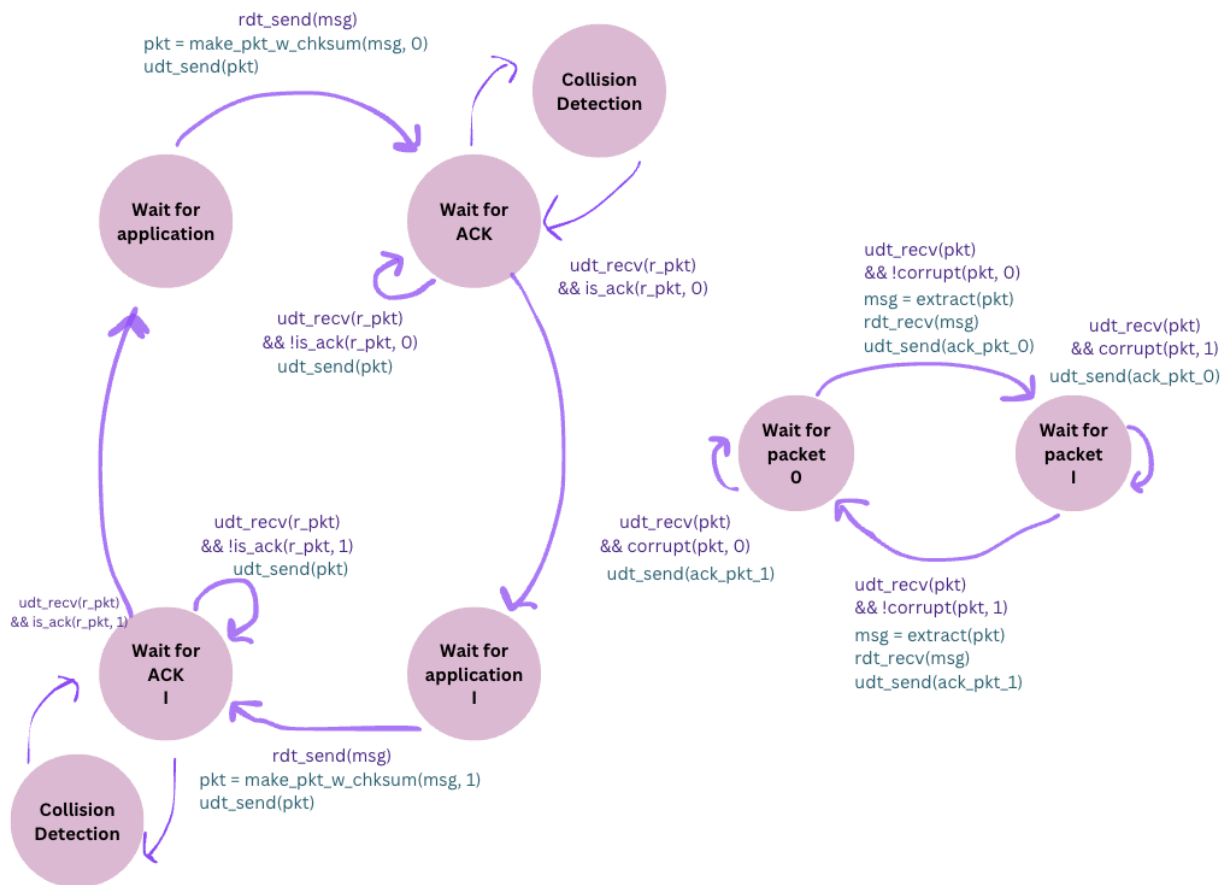 rdt_send(msg)
pkt = make_pkt_w_chksum(msg, 0)
udt_send(pkt)
Collision
Detection
Wait for
application
Wait for
ACK
udt_recv(r_pkt)
&& is_ack(r_pkt, 0)
udt_recv(r_pkt)
&& !is_ack(r_pkt, 0)
udt_send(pkt)
udt_recv(r_pkt)
&& !is_ack(r_pkt, 1)
udt_send(pkt)
udt_recv(r_pkt)
&& is_ack(r_pkt, 1)
Wait for
ACK
I
Wait for
application
I
rdt_send(msg)
pkt = make_pkt_w_chksum(msg, 1)
udt_send(pkt)
Collision
Detection
udt_recv(pkt)
&& !corrupt(pkt, 0)
msg = extract(pkt)
rdt_recv(msg)
udt_send(ack_pkt_0)
udt_recv(pkt)
&& corrupt(pkt, 1)
udt_send(ack_pkt_0)
Wait for
packet
0
Wait for
packet
I
udt_recv(pkt)
&& corrupt(pkt, 0)
udt_send(ack_pkt_1)
udt_recv(pkt)
&& !corrupt(pkt, 1)
msg = extract(pkt)
rdt_recv(msg)
udt_send(ack_pkt_1)